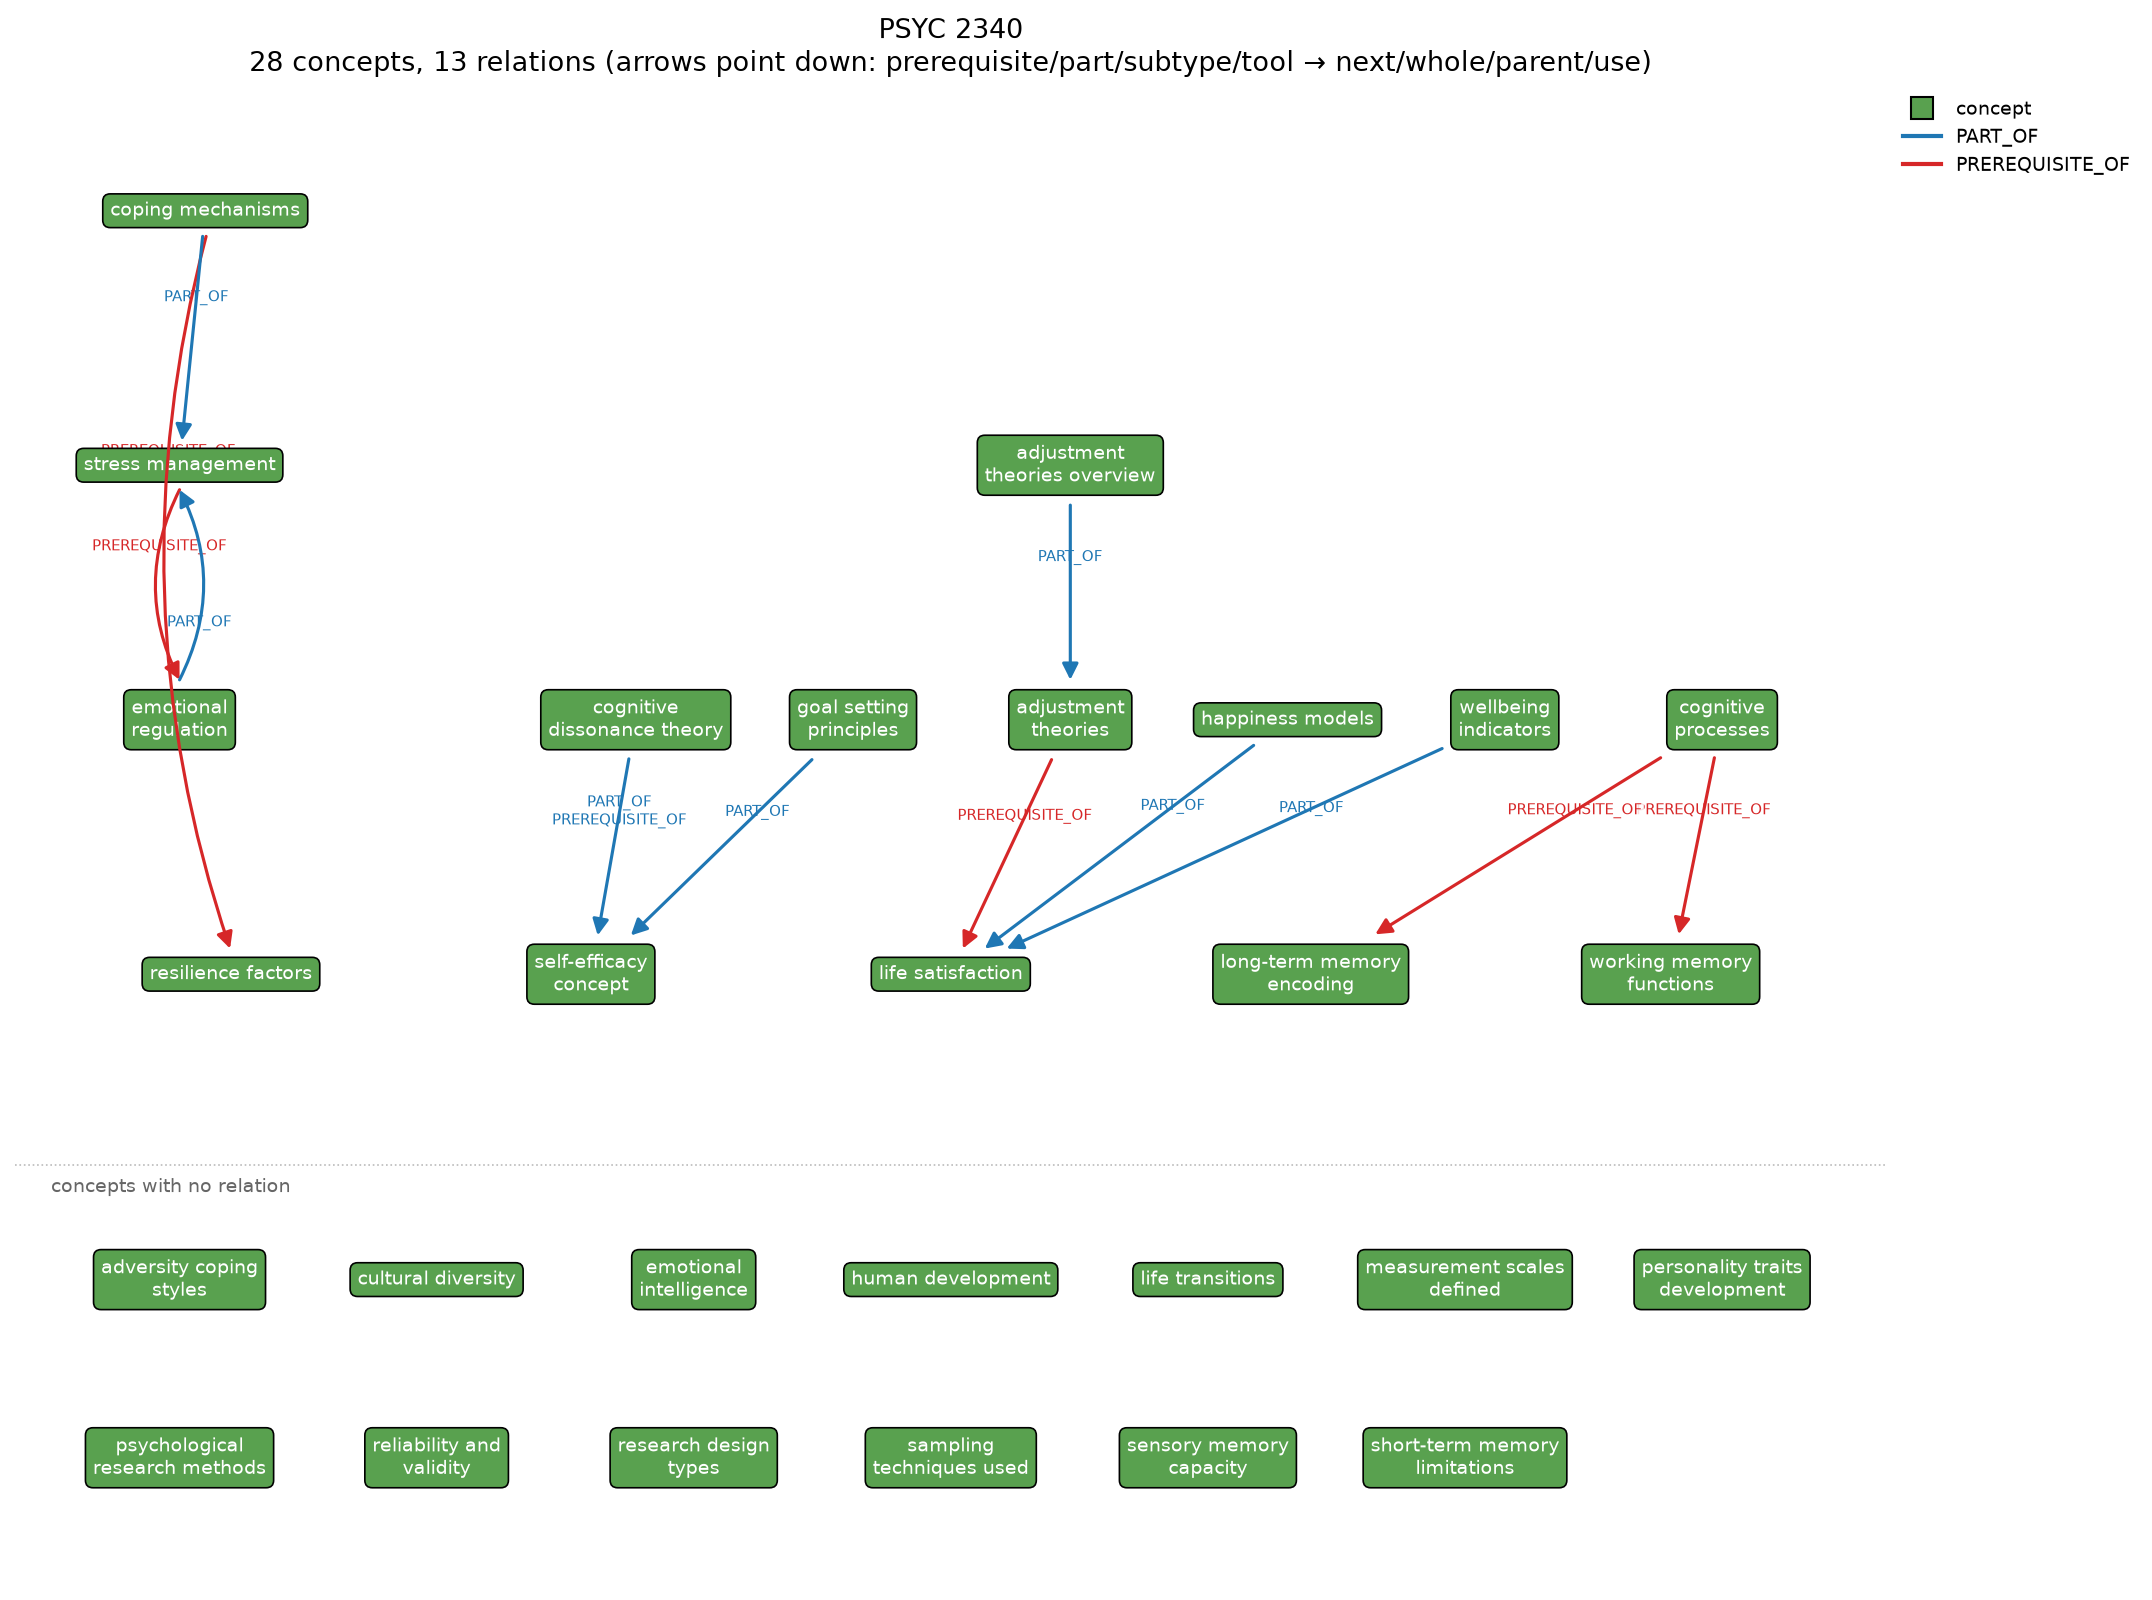 PSYC 2340
28 concepts, 13 relations (arrows point down: prerequisite/part/subtype/tool → next/whole/parent/use)
concept
PART_OF
PREREQUISITE_OF
coping mechanisms
PART_OF
PREREQUISITE_OF
stress management
adjustment
theories overview
PREREQUISITE_OF
PART_OF
PART_OF
emotional
regulation
cognitive
dissonance theory
goal setting
principles
adjustment
theories
happiness models
wellbeing
indicators
cognitive
processes
PART_OF
PREREQUISITE_OF
PART_OF
PREREQUISITE_OF
PART_OF
PART_OF
PREREQUISITE_OF
PREREQUISITE_OF
resilience factors
self-efficacy
concept
life satisfaction
long-term memory
encoding
working memory
functions
concepts with no relation
adversity coping
styles
cultural diversity
emotional
intelligence
human development
life transitions
measurement scales
defined
personality traits
development
psychological
research methods
reliability and
validity
research design
types
sampling
techniques used
sensory memory
capacity
short-term memory
limitations